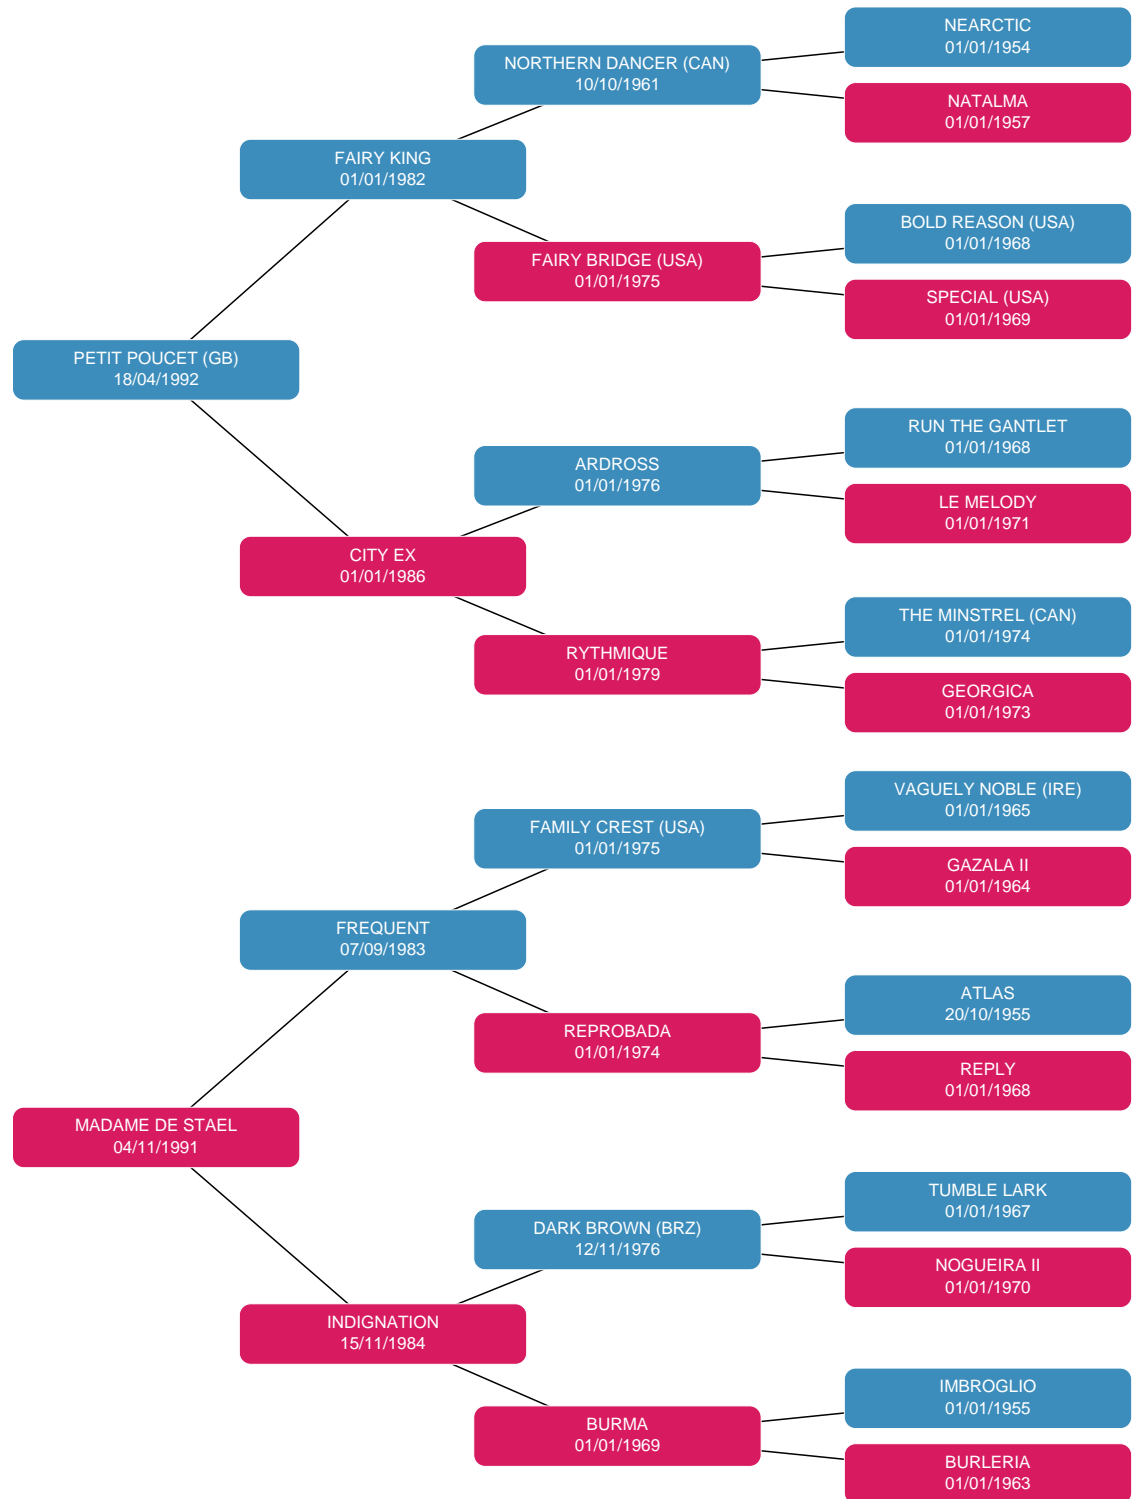 NEARCTIC
01/01/1954
NORTHERN DANCER (CAN)
10/10/1961
NATALMA
01/01/1957
FAIRY KING
01/01/1982
BOLD REASON (USA)
01/01/1968
FAIRY BRIDGE (USA)
01/01/1975
SPECIAL (USA)
01/01/1969
PETIT POUCET (GB)
18/04/1992
RUN THE GANTLET
01/01/1968
ARDROSS
01/01/1976
LE MELODY
01/01/1971
CITY EX
01/01/1986
THE MINSTREL (CAN)
01/01/1974
RYTHMIQUE
01/01/1979
GEORGICA
01/01/1973
VAGUELY NOBLE (IRE)
01/01/1965
FAMILY CREST (USA)
01/01/1975
GAZALA II
01/01/1964
FREQUENT
07/09/1983
ATLAS
20/10/1955
REPROBADA
01/01/1974
REPLY
01/01/1968
MADAME DE STAEL
04/11/1991
TUMBLE LARK
01/01/1967
DARK BROWN (BRZ)
12/11/1976
NOGUEIRA II
01/01/1970
INDIGNATION
15/11/1984
IMBROGLIO
01/01/1955
BURMA
01/01/1969
BURLERIA
01/01/1963